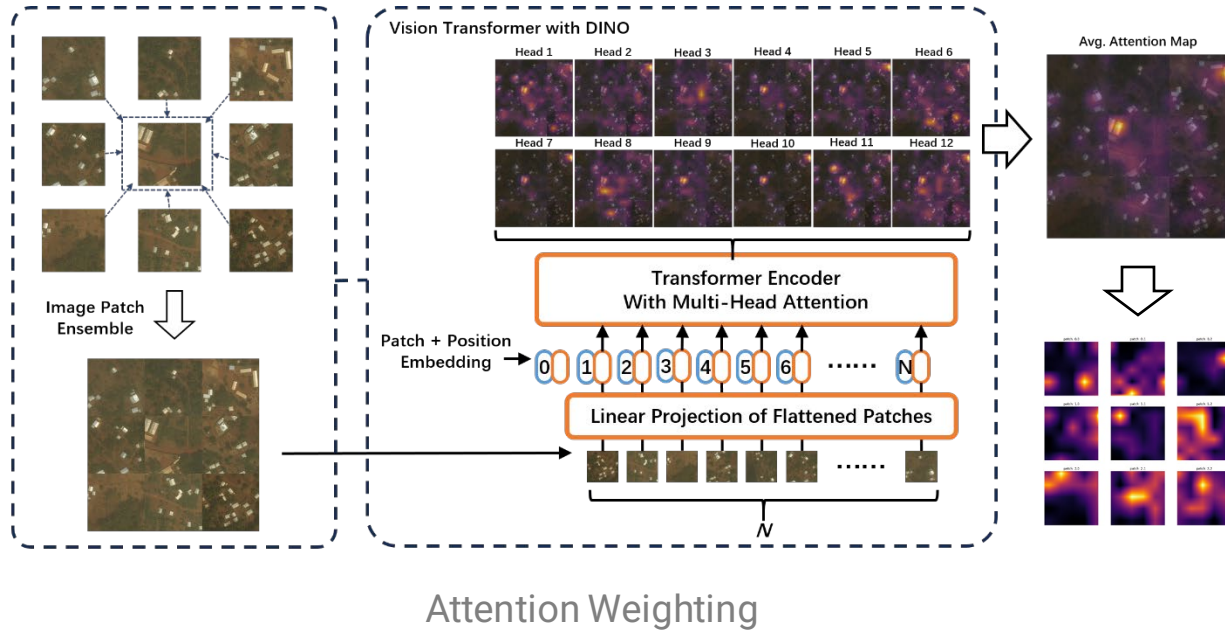 Vision Transformer with DINO
Head 1 Head 2 Head 3 Head 4 Head 5 Head 6
Head 7 Head 8 Head 9 Head 10 Head 11 Head 12
Avg. Attention Map
Image Patch
Ensemble
Transformer Encoder
With Multi-Head Attention
Patch + Position
Embedding
0 1 2 3 4 5 6 ...... N
Linear Projection of Flattened Patches
......
N
Attention Weighting